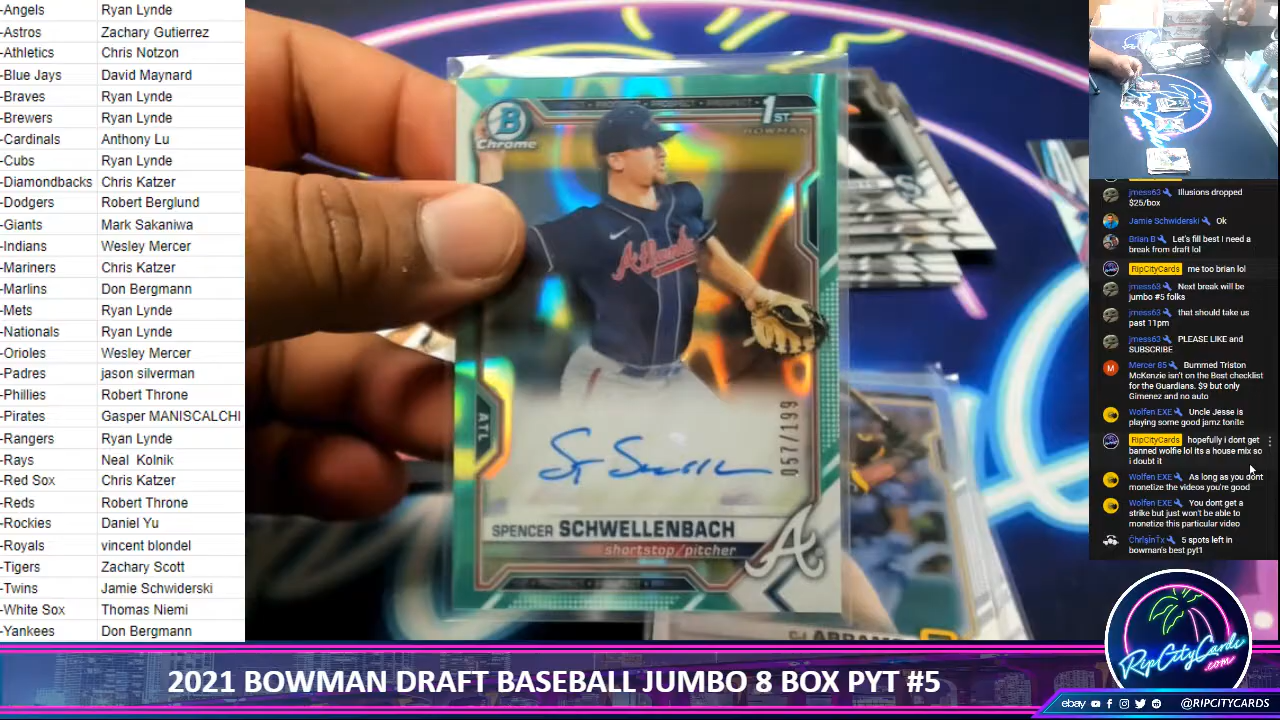 -Angels Ryan Lynde
-Astros Zachary Gutierrez
-Athletics Chris Notzon
-Blue Jays David Maynard
-Braves Ryan Lynde
-Brewers Ryan Lynde
-Cardinals Anthony Lu
-Cubs Ryan Lynde
-Diamondbacks Chris Katzer
-Dodgers Robert Berglund
-Giants Mark Sakaniwa
-Indians Wesley Mercer
-Mariners Chris Katzer
-Marlins Don Bergmann
-Mets Ryan Lynde
-Nationals Ryan Lynde
-Orioles Wesley Mercer
-Padres jason silverman
-Phillies Robert Throne
-Pirates Gasper MANISCALCHI
-Rangers Ryan Lynde
-Rays Neal Kolnik
-Red Sox Chris Katzer
-Reds Robert Throne
-Rockies Daniel Yu
-Royals vincent blondel
-Tigers Zachary Scott
-Twins Jamie Schwiderski
-White Sox Thomas Niemi
-Yankees Don Bergmann
B
Chrome
PROSPECT PROSPECT
1ST
BOWMAN
Atlanta
ATL
057/199
SPENCER SCHWELLENBACH
shortstop/pitcher
A
CJ ABRAMS
jmess63 Illusions dropped
$25/box
Jamie Schwiderski Ok
Brian B Let's fill best I need a
break from draft lol
RipCityCards me too brian lol
jmess63 Next break will be
jumbo #5 folks
jmess63 that should take us
past 11pm
jmess63 PLEASE LIKE and
SUBSCRIBE
Mercer 85 Bummed Triston
McKenzie isn't on the Best checklist
for the Guardians. $9 but only
Gimenez and no auto
Wolfen EXE Uncle Jesse is
playing some good jamz tonite
RipCityCards hopefully i dont get
banned wolfie lol its a house mix so
i doubt it
Wolfen EXE As long as you dont
monetize the videos you're good
Wolfen EXE You dont get a
strike but just won't be able to
monetize this particular video
5 spots left in
bowman's best pyt1
RipCityCards
.com
2021 BOWMAN DRAFT BASEBALL JUMBO 8 BOX PYT #5
ebay @RIPCITYCARDS